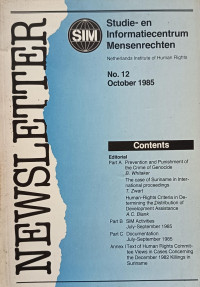 NEWSLETTER
SIM
Studie- en
Informatiecentrum
Mensenrechten
Netherlands Institute of Human Rights
No. 12
October 1985
Contents
Editorial
Part A Prevention and Punishment of
the Crime of Genocide
B. Whitaker
The case of Suriname in Inter-
national proceedings
T. Zwart
Human Rights Criteria in De-
termining the Distribution of
Development Assistance
A.C. Blank
Part B SIM Activities
July-September 1985
Part C Documentation
July-September 1985
Annex I Text of Human Rights Commit-
tee Views in Cases Concerning
the December 1982 Killings in
Suriname